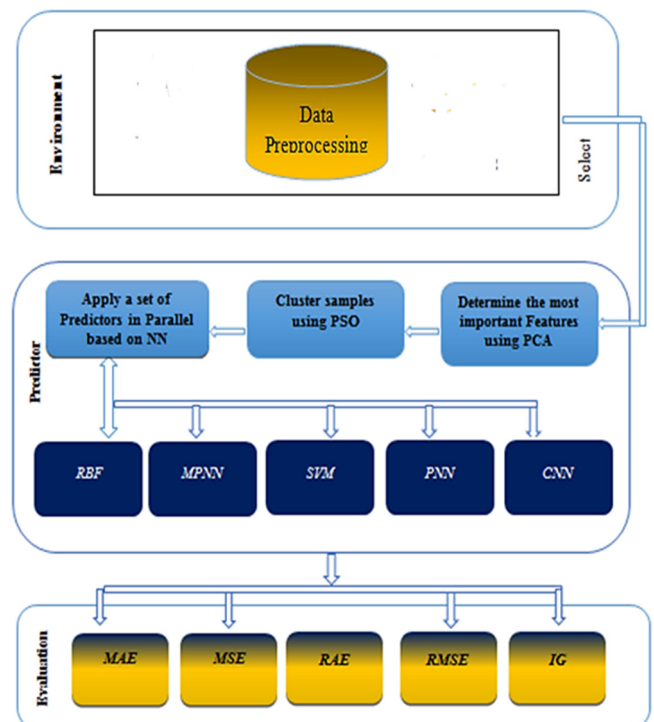 Environment
Data
Preprocessing
Select
Predictor
Apply a set of
Predictors in Parallel
based on NN
Cluster samples
using PSO
Determine the most
important Features
using PCA
RBF
MPNN
SVM
PNN
CNN
Evaluation
MAE
MSE
RAE
RMSE
IG